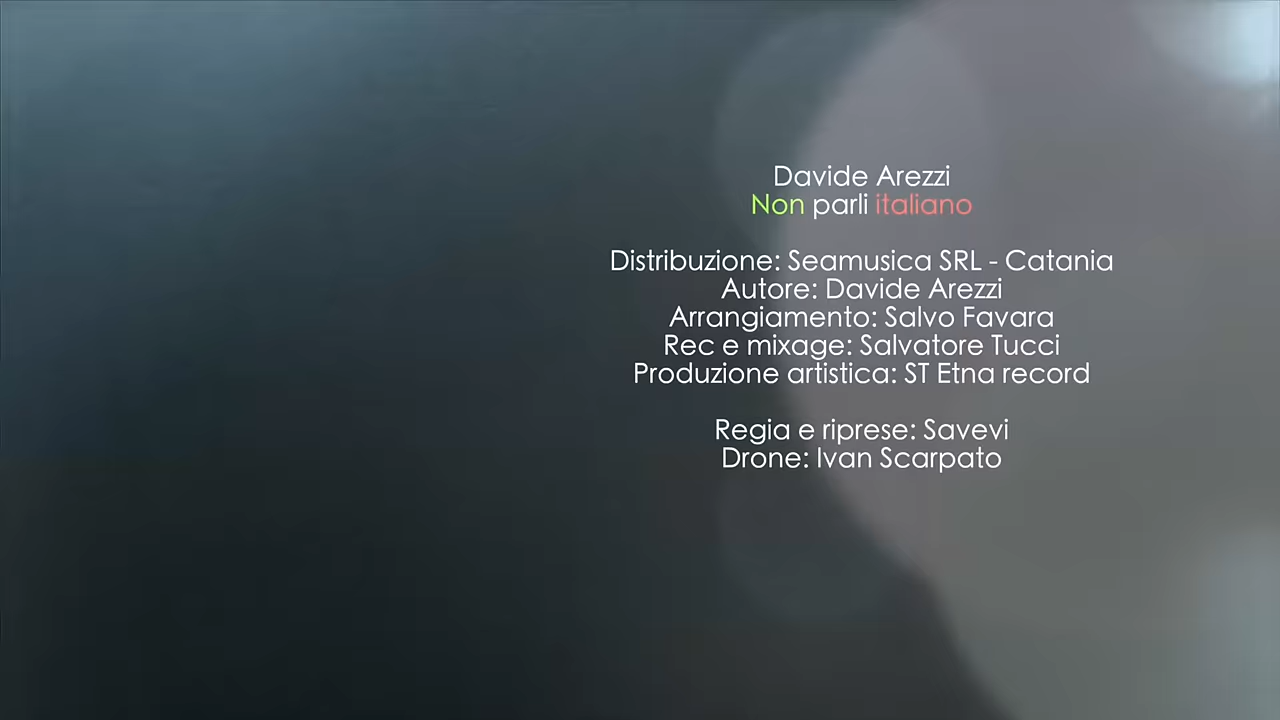 Davide Arezzi
Non parli italiano
Distribuzione: Seamusica SRL - Catania
Autore: Davide Arezzi
Arrangiamento: Salvo Favara
Rec e mixage: Salvatore Tucci
Produzione artistica: ST Etna record
Regia e riprese: Savevi
Drone: Ivan Scarpato